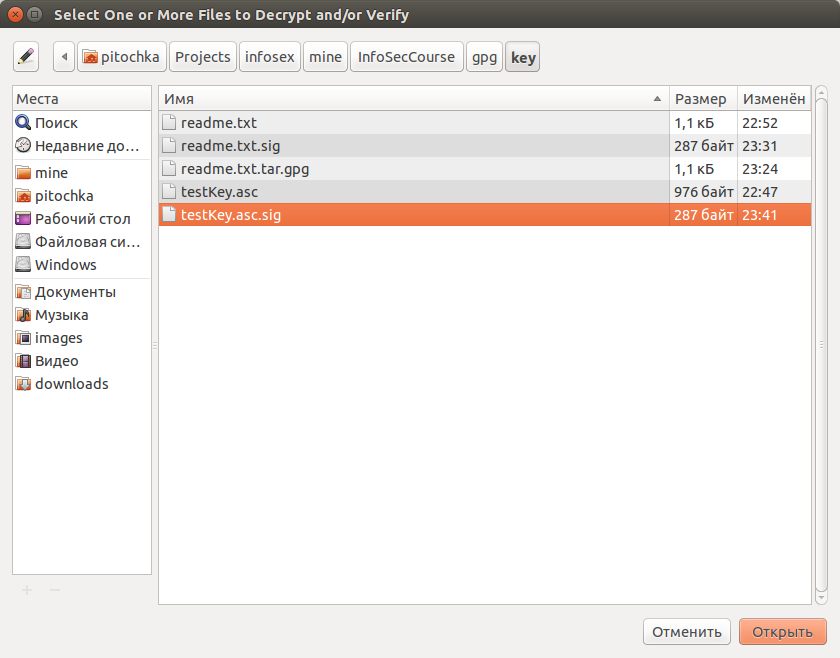 Select One or More Files to Decrypt and/or Verify
pitochka Projects infosex mine InfoSecCourse gpg key
Места
Поиск
Недавние до...
mine
pitochka
Рабочий стол
Файловая си...
Windows
Документы
Музыка
images
Видео
downloads
Имя Размер Изменён
readme.txt 1,1 кБ 22:52
readme.txt.sig 287 байт 23:31
readme.txt.tar.gpg 1,1 кБ 23:24
testKey.asc 976 байт 22:47
testKey.asc.sig 287 байт 23:41
Отменить Открыть